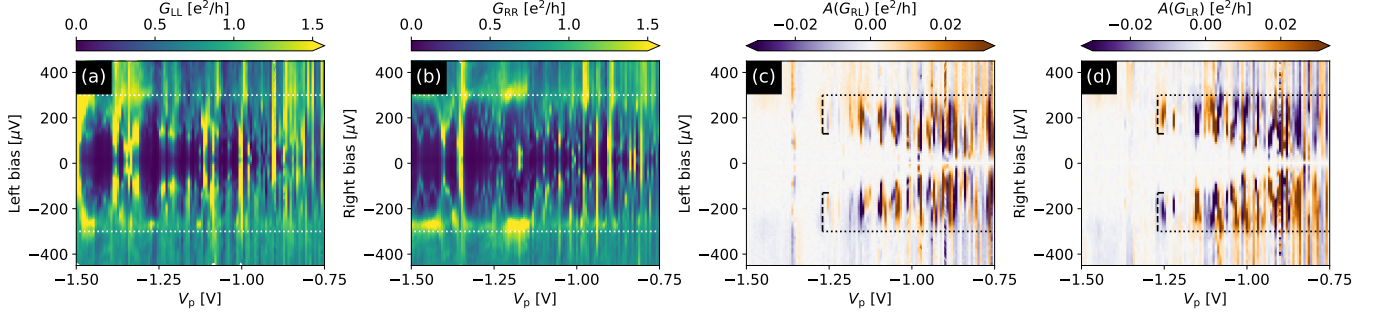 G_LL [e²/h]
0.0 0.5 1.0 1.5
(a)
Left bias [μV]
400
200
0
−200
−400
−1.50 −1.25 −1.00 −0.75
V_p [V]
G_RR [e²/h]
0.0 0.5 1.0 1.5
(b)
Right bias [μV]
400
200
0
−200
−400
−1.50 −1.25 −1.00 −0.75
V_p [V]
A(G_RL) [e²/h]
−0.02 0.00 0.02
(c)
Left bias [μV]
400
200
0
−200
−400
−1.50 −1.25 −1.00 −0.75
V_p [V]
A(G_LR) [e²/h]
−0.02 0.00 0.02
(d)
Right bias [μV]
400
200
0
−200
−400
−1.50 −1.25 −1.00 −0.75
V_p [V]